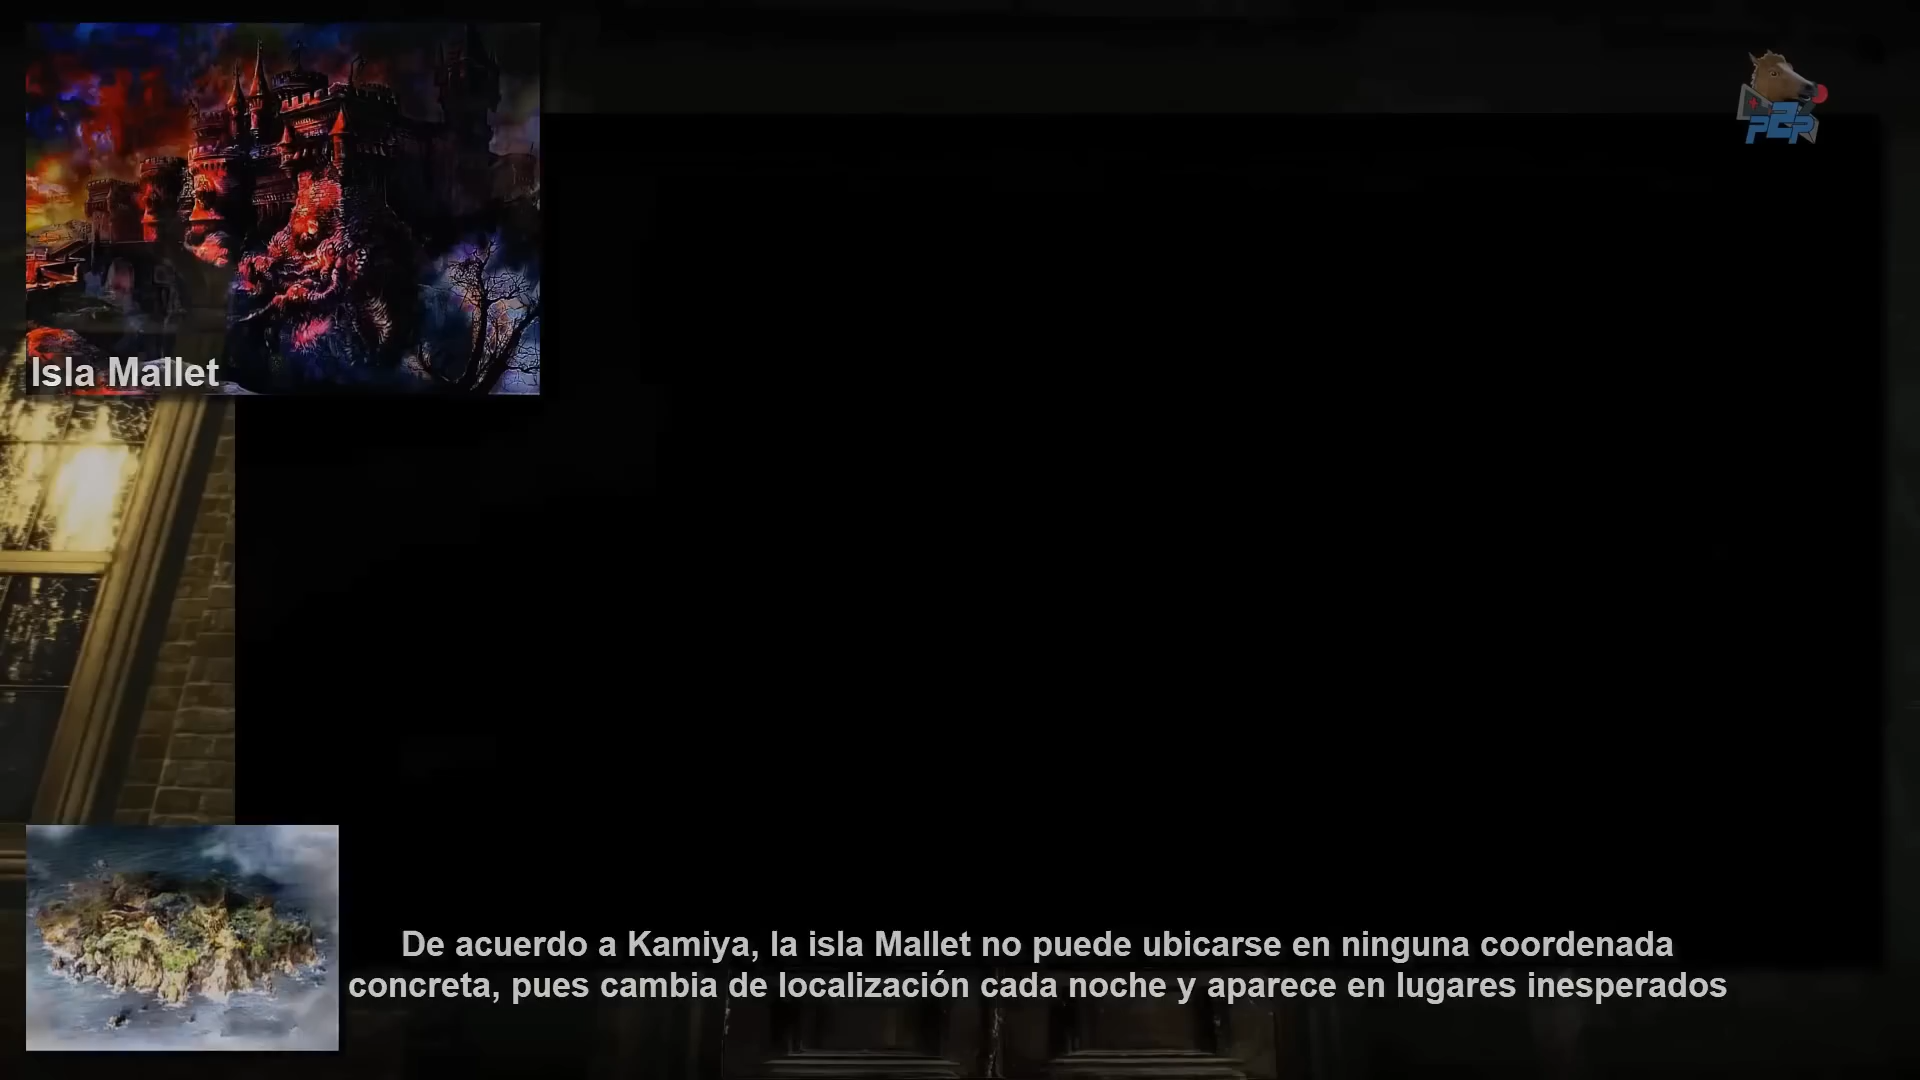 P2P
Isla Mallet
De acuerdo a Kamiya, la isla Mallet no puede ubicarse en ninguna coordenada
concreta, pues cambia de localización cada noche y aparece en lugares inesperados